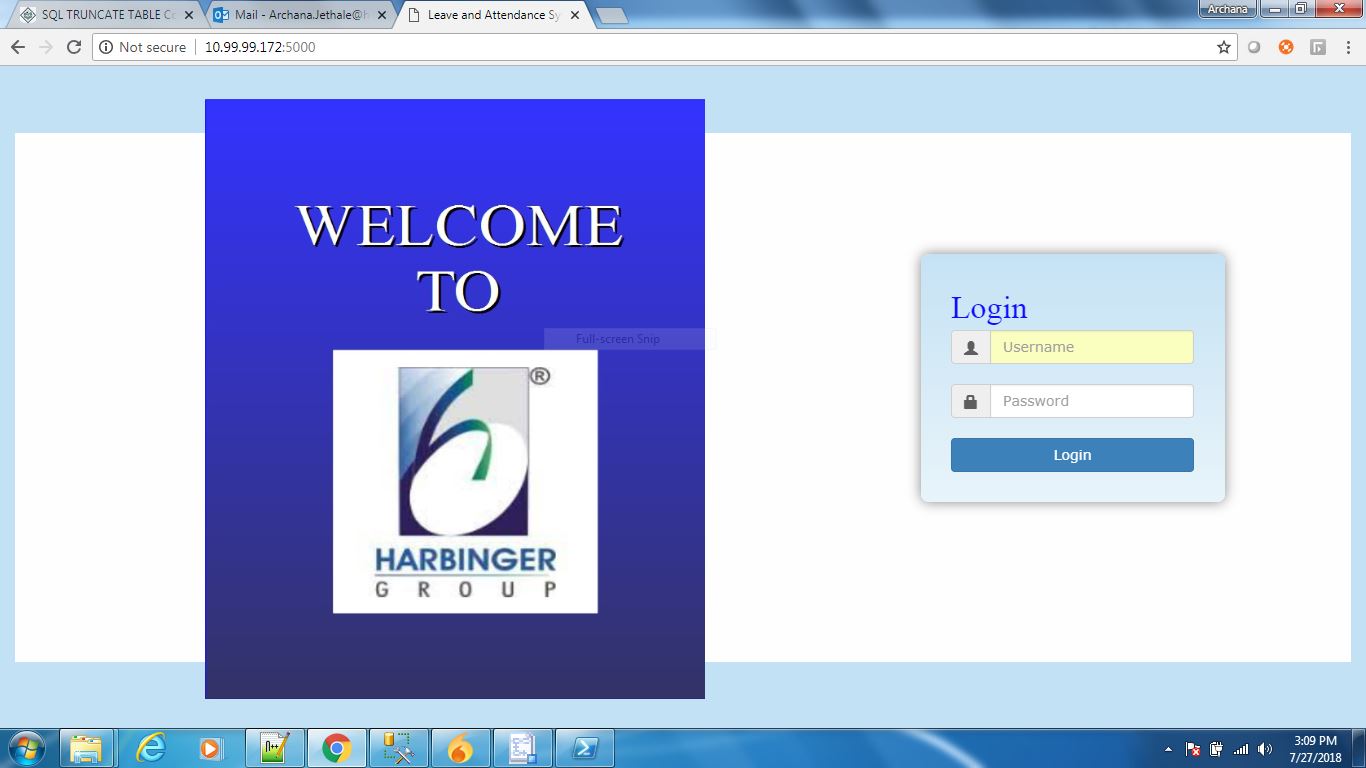 SQL TRUNCATE TABLE Co
Mail - Archana.Jethale@h
Leave and Attendance Sy
Archana
Not secure
10.99.99.172:5000
WELCOME
TO
Full-screen Snip
®
HARBINGER
GROUP
Login
Username
Password
Login
3:09 PM
7/27/2018